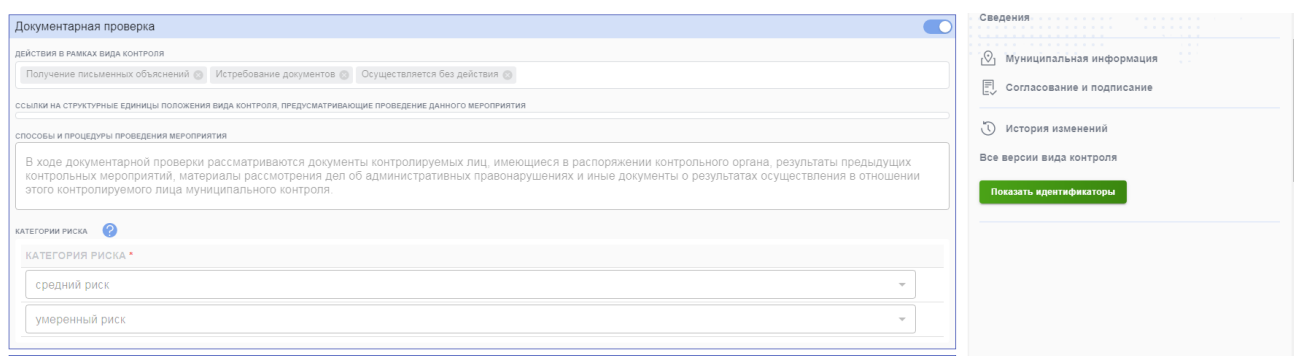 Документарная проверка
ДЕЙСТВИЯ В РАМКАХ ВИДА КОНТРОЛЯ
Получение письменных объяснений Истребование документов Осуществляется без действия
ССЫЛКИ НА СТРУКТУРНЫЕ ЕДИНИЦЫ ПОЛОЖЕНИЯ ВИДА КОНТРОЛЯ, ПРЕДУСМАТРИВАЮЩИЕ ПРОВЕДЕНИЕ ДАННОГО МЕРОПРИЯТИЯ
СПОСОБЫ И ПРОЦЕДУРЫ ПРОВЕДЕНИЯ МЕРОПРИЯТИЯ
В ходе документарной проверки рассматриваются документы контролируемых лиц, имеющиеся в распоряжении контрольного органа, результаты предыдущих
контрольных мероприятий, материалы рассмотрения дел об административных правонарушениях и иные документы о результатах осуществления в отношении
этого контролируемого лица муниципального контроля.
КАТЕГОРИИ РИСКА ?
КАТЕГОРИЯ РИСКА *
средний риск
умеренный риск
Сведения
Муниципальная информация
Согласование и подписание
История изменений
Все версии вида контроля
Показать идентификаторы